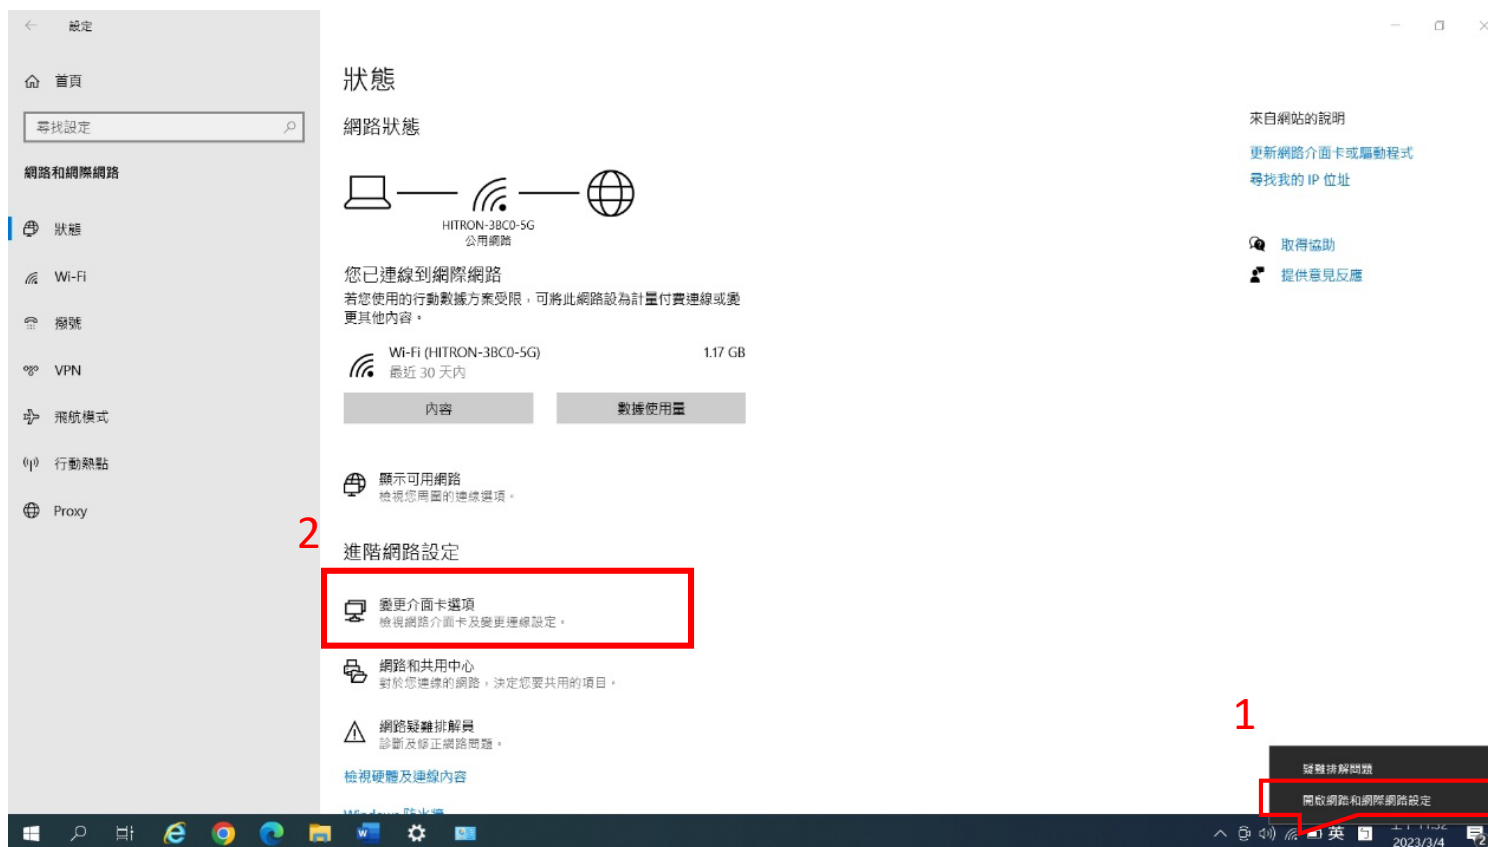 設定
首頁
尋找設定
網路和網際網路
狀態
Wi-Fi
撥號
VPN
飛航模式
行動熱點
Proxy
狀態
網路狀態
HITRON-3BC0-5G
公用網路
您已連線到網際網路
若您使用的行動數據方案受限，可將此網路設為計量付費連線或變
更其他內容。
Wi-Fi (HITRON-3BC0-5G)
1.17 GB
最近 30 天內
內容
數據使用量
顯示可用網路
檢視您周圍的連線選項。
2
進階網路設定
變更介面卡選項
檢視網路介面卡及變更連線設定。
網路和共用中心
對於您連線的網路，決定您要共用的項目。
網路疑難排解員
診斷及修正網路問題。
檢視硬體及連線內容
Windows 防火牆
來自網站的說明
更新網路介面卡或驅動程式
尋找我的 IP 位址
取得協助
提供意見反應
1
疑難排解問題
開啟網路和網際網路設定
英
2023/3/4
2